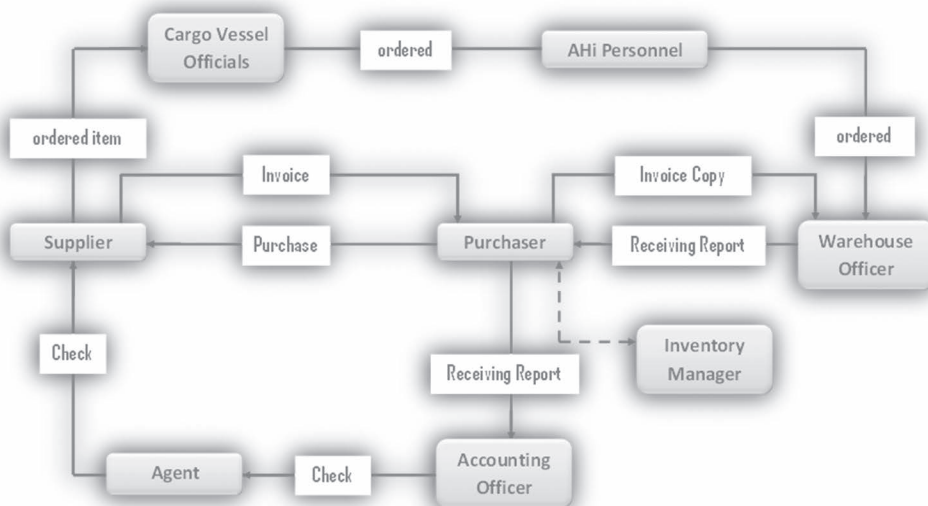 Cargo Vessel
Officials
ordered
AHi Personnel
ordered item
ordered
Invoice
Invoice Copy
Supplier
Purchase
Purchaser
Receiving Report
Warehouse
Officer
Check
Inventory
Manager
Receiving Report
Agent
Check
Accounting
Officer